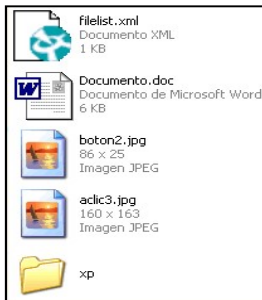 filelist.xml
Documento XML
1 KB
Documento.doc
Documento de Microsoft Word
6 KB
boton2.jpg
86 x 25
Imagen JPEG
aclic3.jpg
160 x 163
Imagen JPEG
xp